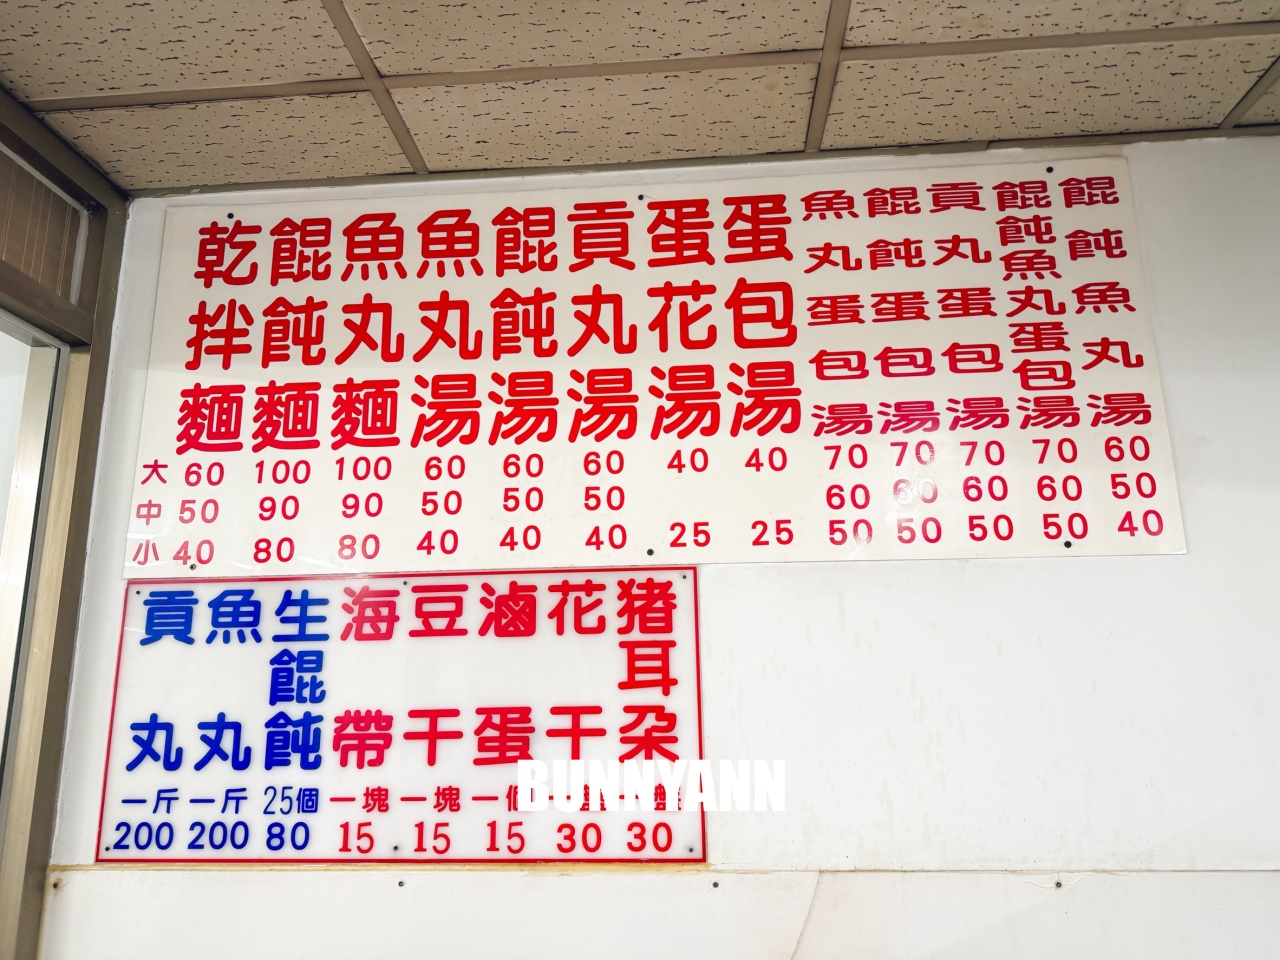 乾拌麵
餛飩麵
魚丸麵
魚丸湯
餛飩湯
貢丸湯
蛋花湯
蛋包湯
魚丸蛋包湯
餛飩蛋包湯
貢丸蛋包湯
餛飩魚丸蛋包湯
餛飩魚丸湯
大 60 100 100 60 60 60 40 40 70 70 70 70 60
中 50 90 90 50 50 50 60 60 60 60 50
小 40 80 80 40 40 40 25 25 50 50 50 50 40
貢丸
魚丸
生餛飩
海帶
豆干
滷蛋
花干
猪耳朵
一斤 一斤 25個 一塊 一塊 一個
200 200 80 15 15 15 30 30
BUNNYANN